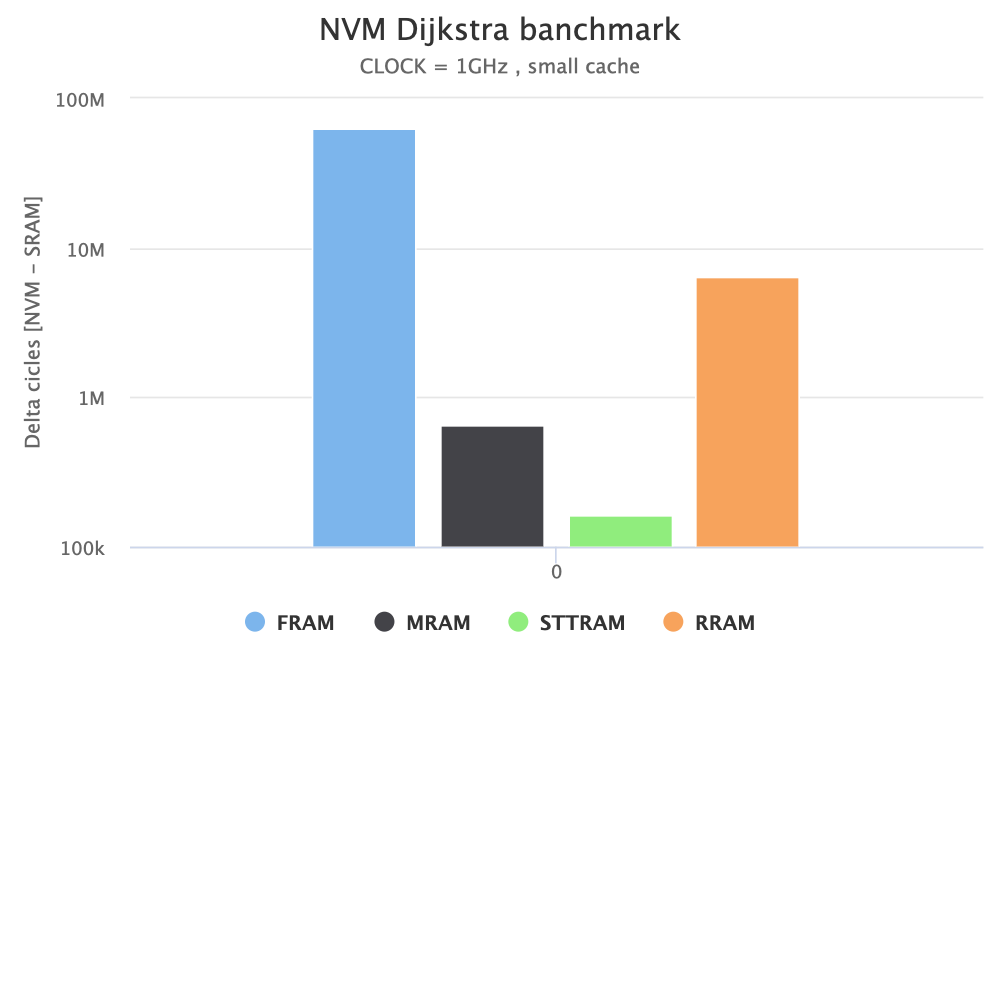 NVM Dijkstra banchmark
CLOCK = 1GHz , small cache
Delta cicles [NVM – SRAM]
100M
10M
1M
100k
0
FRAM MRAM STTRAM RRAM